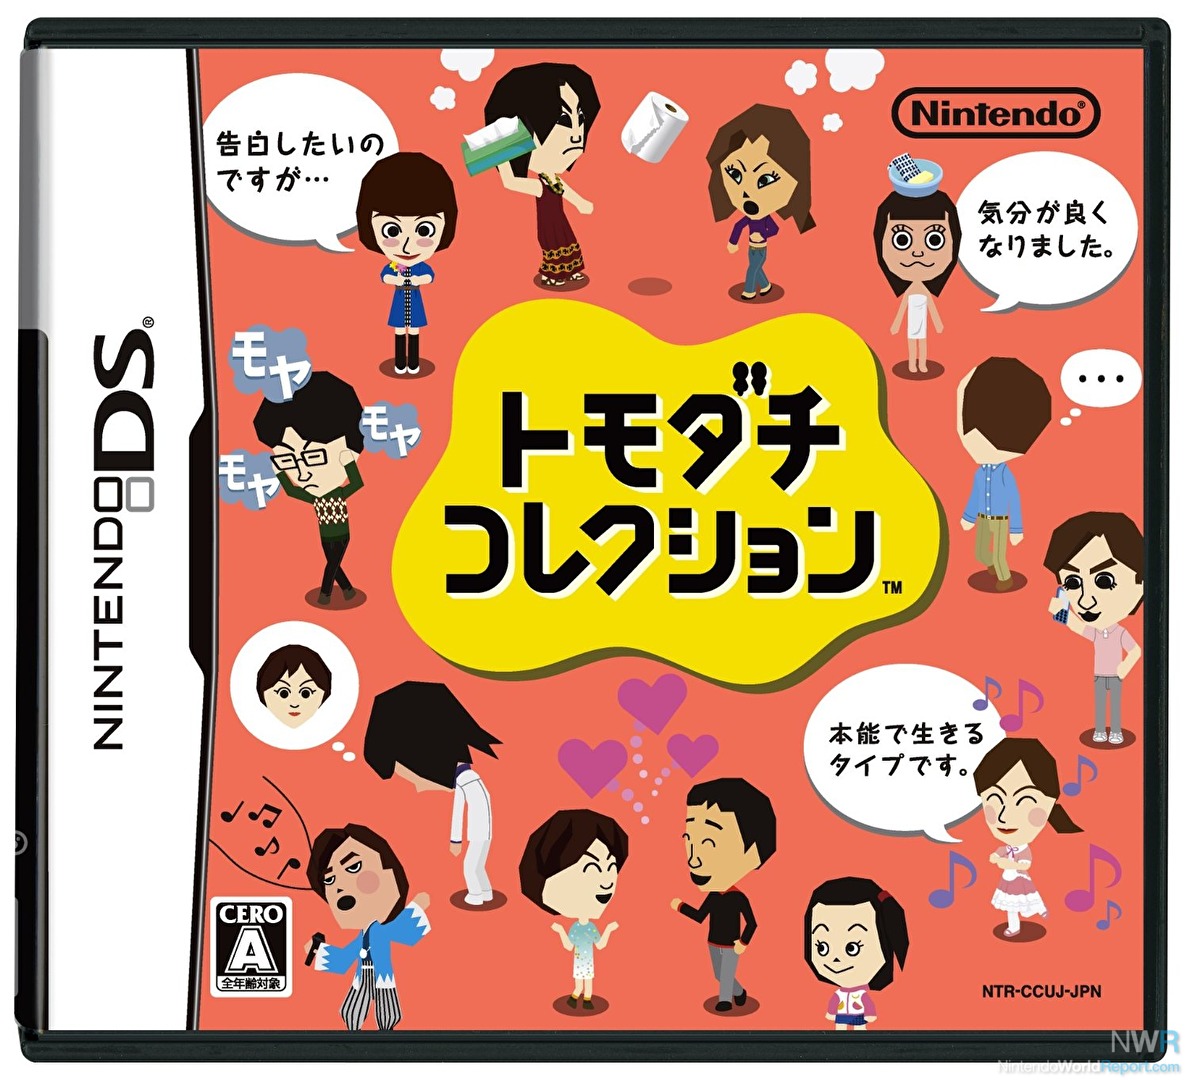 Nintendo®
告白したいの
ですが…
気分が良く
なりました。
モヤ
モヤ
モヤ
...
トモダチ
コレクション™
NINTENDO DS®
本能で生きる
タイプです。
CERO
A
全年齢対象
NTR-CCUJ-JPN
NWR
NintendoWorldReport.com